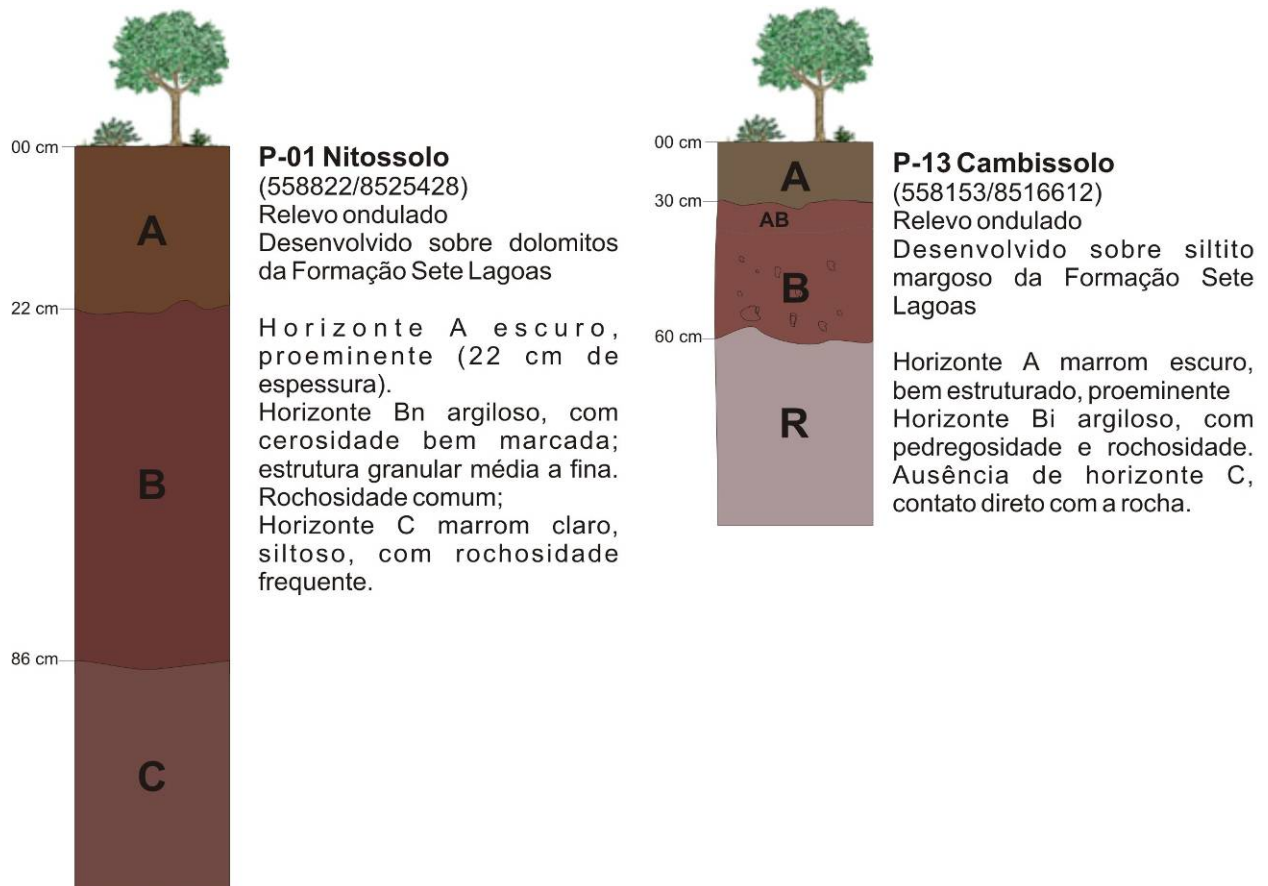 00 cm
A
22 cm
B
86 cm
C
P-01 Nitossolo
(558822/8525428)
Relevo ondulado
Desenvolvido sobre dolomitos
da Formação Sete Lagoas
Horizonte A escuro,
proeminente (22 cm de
espessura).
Horizonte Bn argiloso, com
cerosidade bem marcada;
estrutura granular média a fina.
Rochosidade comum;
Horizonte C marrom claro,
siltoso, com rochosidade
frequente.
00 cm
A
30 cm
AB
B
60 cm
R
P-13 Cambissolo
(558153/8516612)
Relevo ondulado
Desenvolvido sobre siltito
margoso da Formação Sete
Lagoas
Horizonte A marrom escuro,
bem estruturado, proeminente
Horizonte Bi argiloso, com
pedregosidade e rochosidade.
Ausência de horizonte C,
contato direto com a rocha.